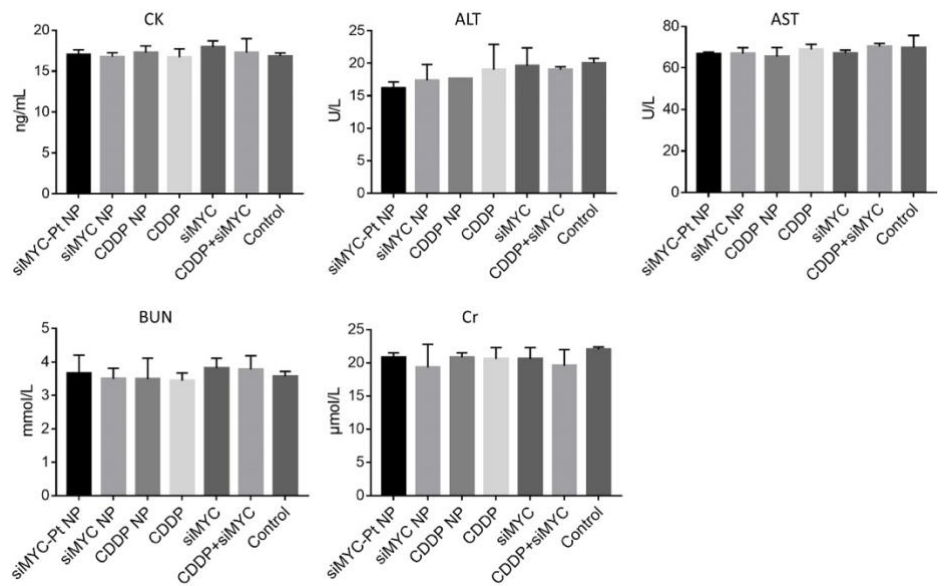 CK
ng/mL
20
15
10
5
0
siMYC-Pt NP
siMYC NP
CDDP NP
CDDP
siMYC
CDDP+siMYC
Control
ALT
U/L
25
20
15
10
5
0
siMYC-Pt NP
siMYC NP
CDDP NP
CDDP
siMYC
CDDP+siMYC
Control
AST
U/L
80
60
40
20
0
siMYC-Pt NP
siMYC NP
CDDP NP
CDDP
siMYC
CDDP+siMYC
Control
BUN
mmol/L
5
4
3
2
1
0
siMYC-Pt NP
siMYC NP
CDDP NP
CDDP
siMYC
CDDP+siMYC
Control
Cr
μmol/L
25
20
15
10
5
0
siMYC-Pt NP
siMYC NP
CDDP NP
CDDP
siMYC
CDDP+siMYC
Control